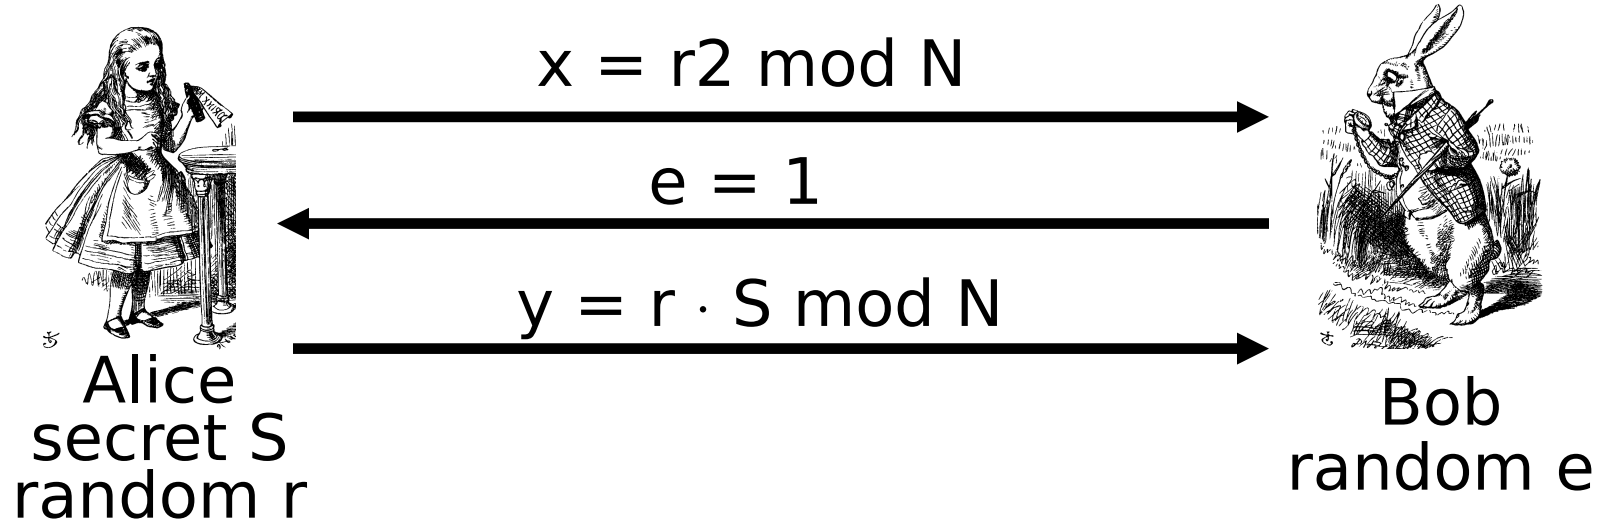 x = r2 mod N
e = 1
y = r · S mod N
Alice
secret S
random r
Bob
random e